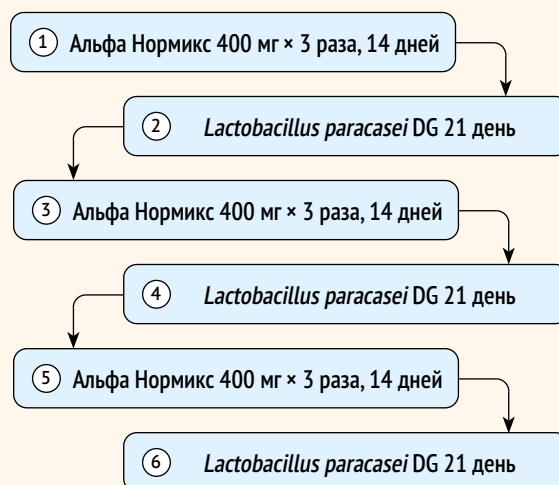 1 Альфа Нормикс 400 мг × 3 раза, 14 дней
2 Lactobacillus paracasei DG 21 день
3 Альфа Нормикс 400 мг × 3 раза, 14 дней
4 Lactobacillus paracasei DG 21 день
5 Альфа Нормикс 400 мг × 3 раза, 14 дней
6 Lactobacillus paracasei DG 21 день